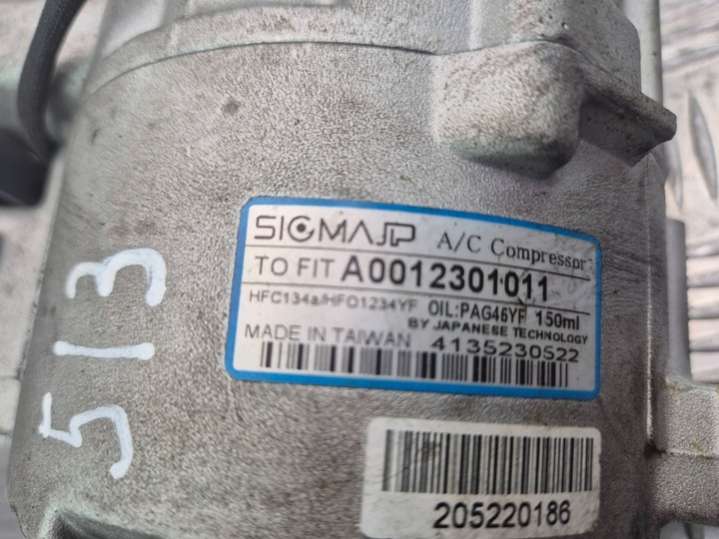 SIGMAJP A/C Compressor
TO FIT A0012301011
HFC134a/HFO1234YF OIL:PAG46YF 150ml
BY JAPANESE TECHNOLOGY
MADE IN TAIWAN 4135230522
205220186
513